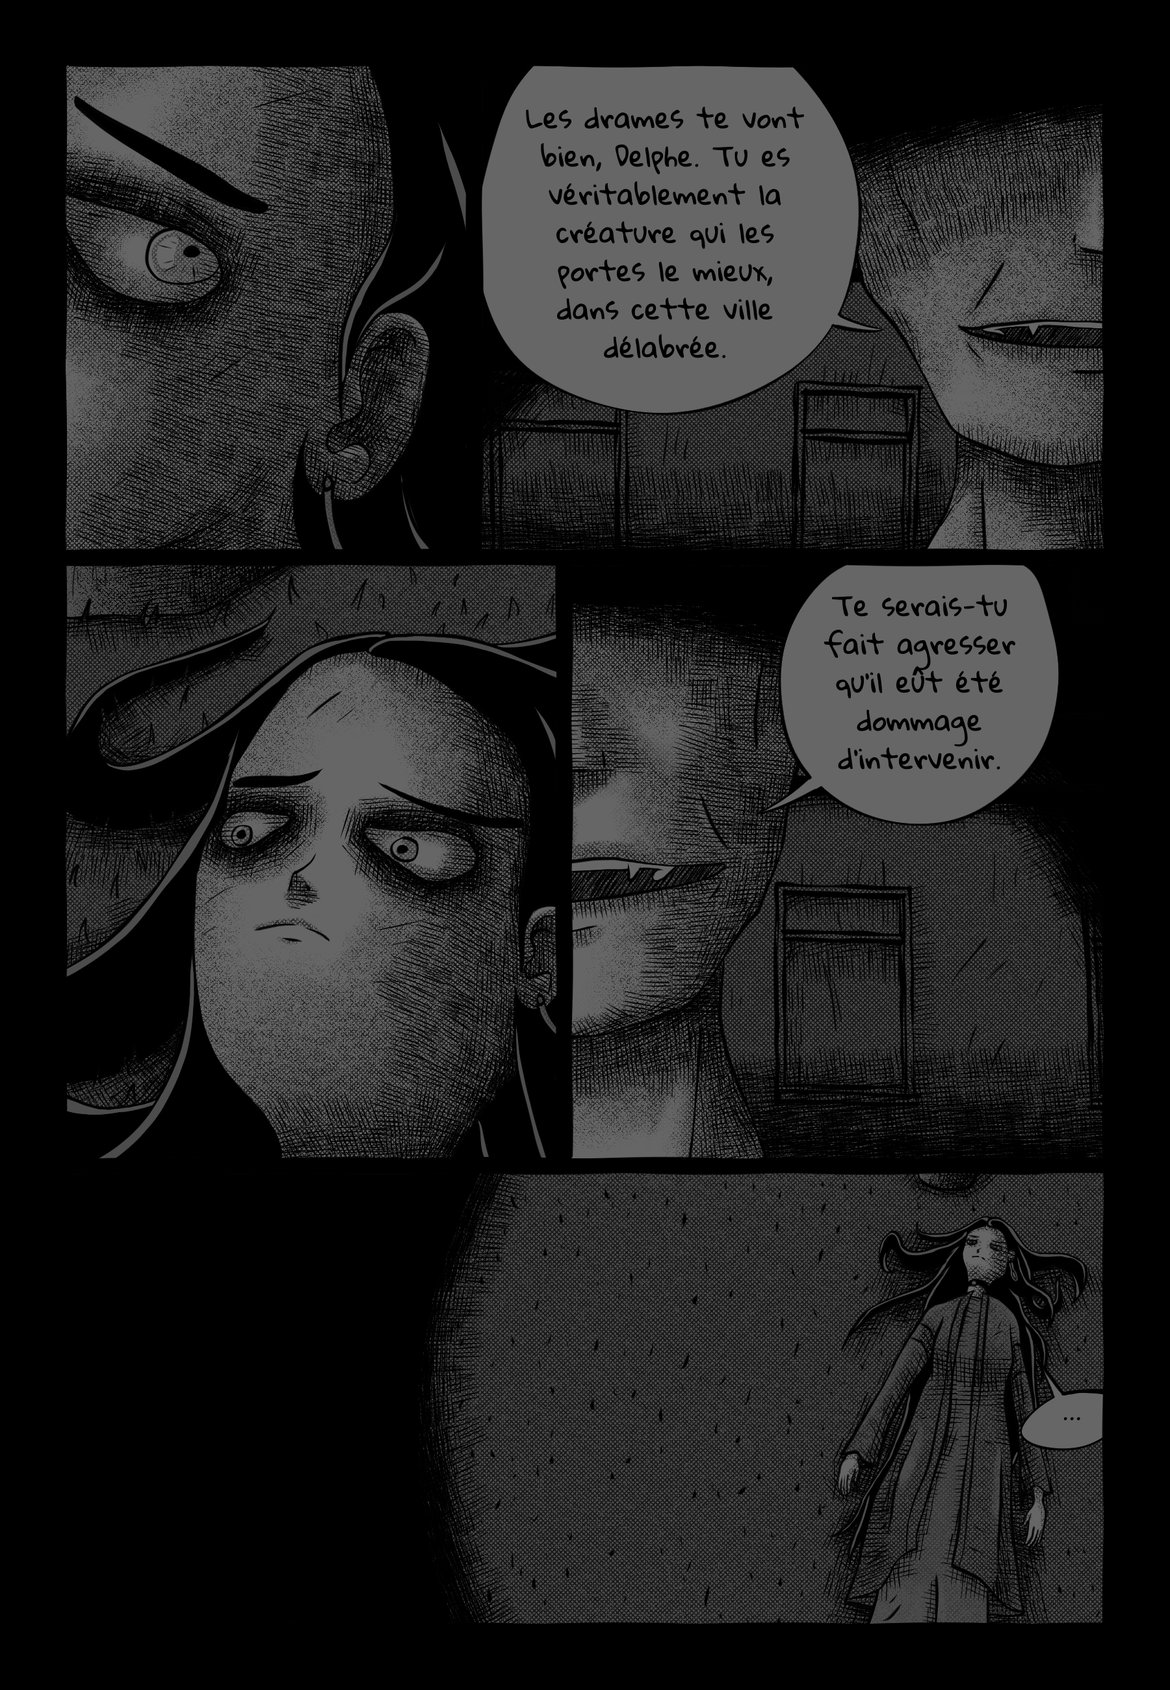 Les drames te vont
bien, Delphe. Tu es
véritablement la
créature qui les
portes le mieux,
dans cette ville
délabrée.
Te serais-tu
fait agresser
qu'il eût été
dommage
d'intervenir.
...